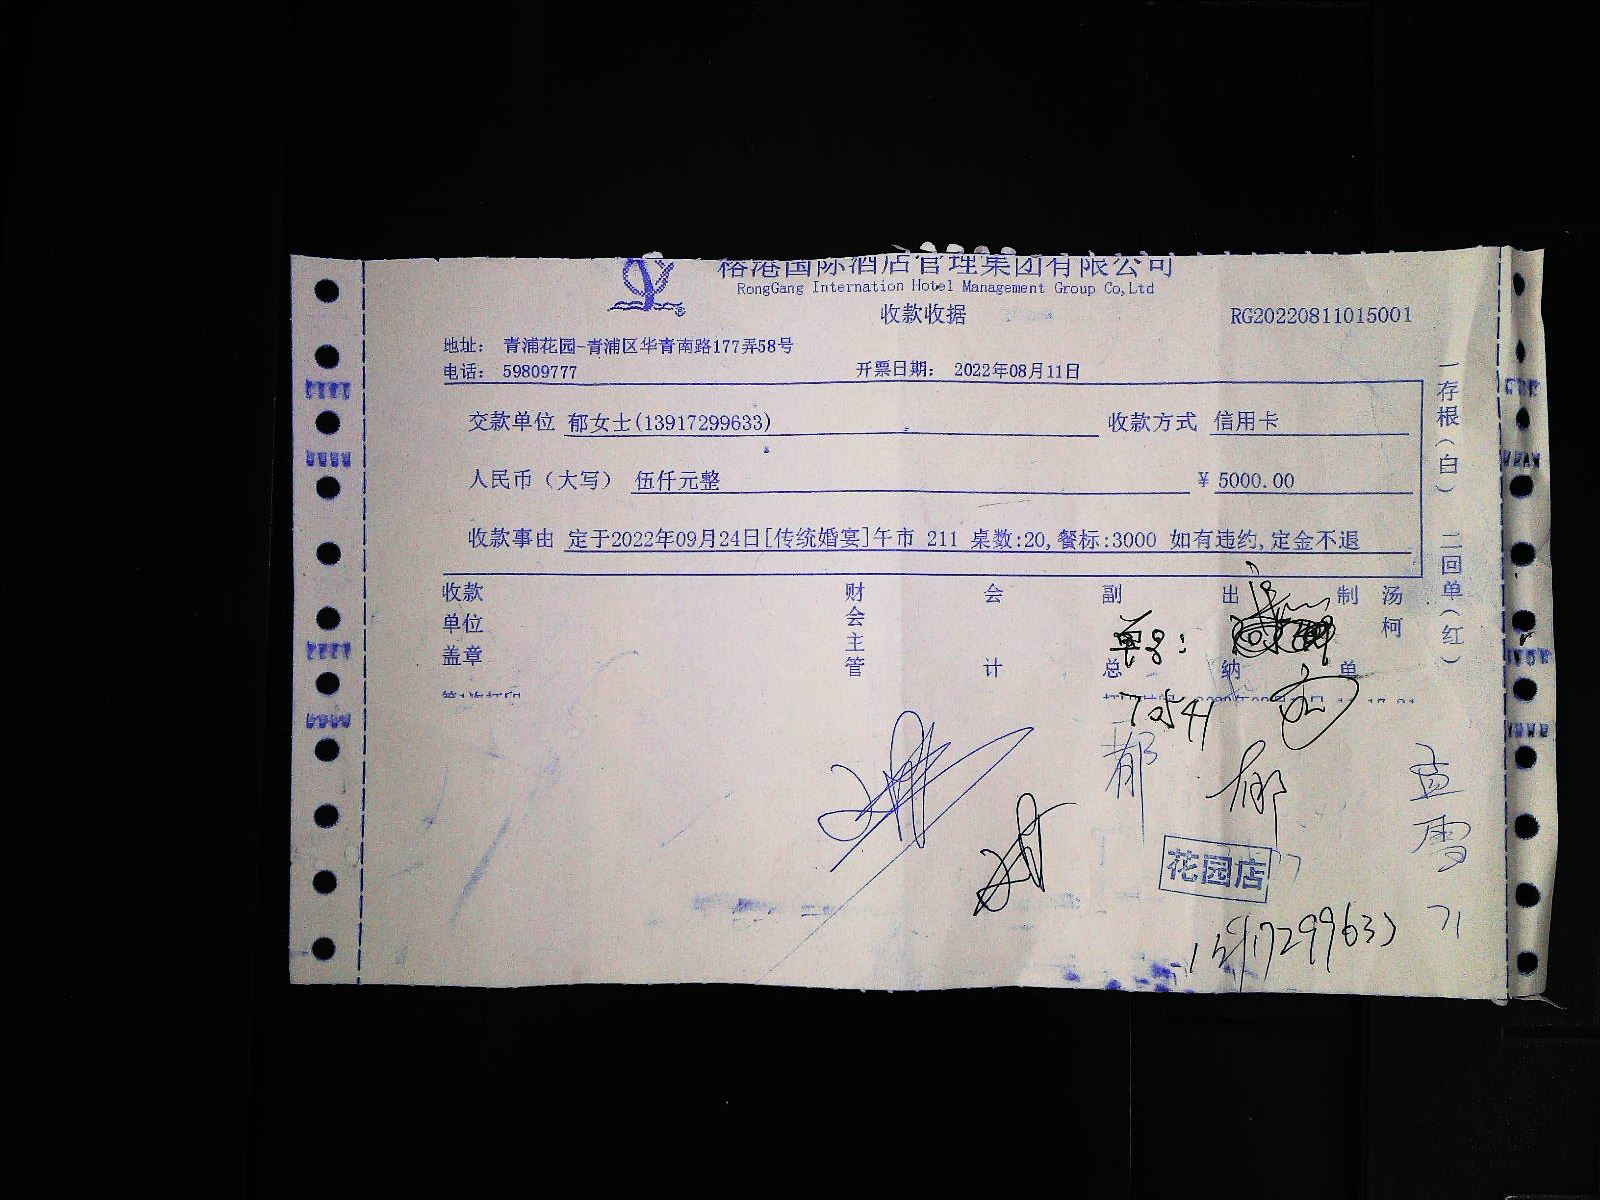 榕港国际酒店管理集团有限公司
RongGang Internation Hotel Management Group Co,Ltd
收款收据 RG20220811015001
地址： 青浦花园-青浦区华青南路177弄58号
电话： 59809777 开票日期： 2022年08月11日
交款单位 郁女士(13917299633) 收款方式 信用卡
人民币（大写） 伍仟元整 ￥ 5000.00
收款事由 定于2022年09月24日[传统婚宴]午市 211 桌数:20,餐标:3000 如有违约,定金不退
收款单位盖章 财会主管 会计 副总 出纳 制单 汤柯
一存根（白） 二回单（红）
单号：
70541
郁 郁
花园店
13917299633